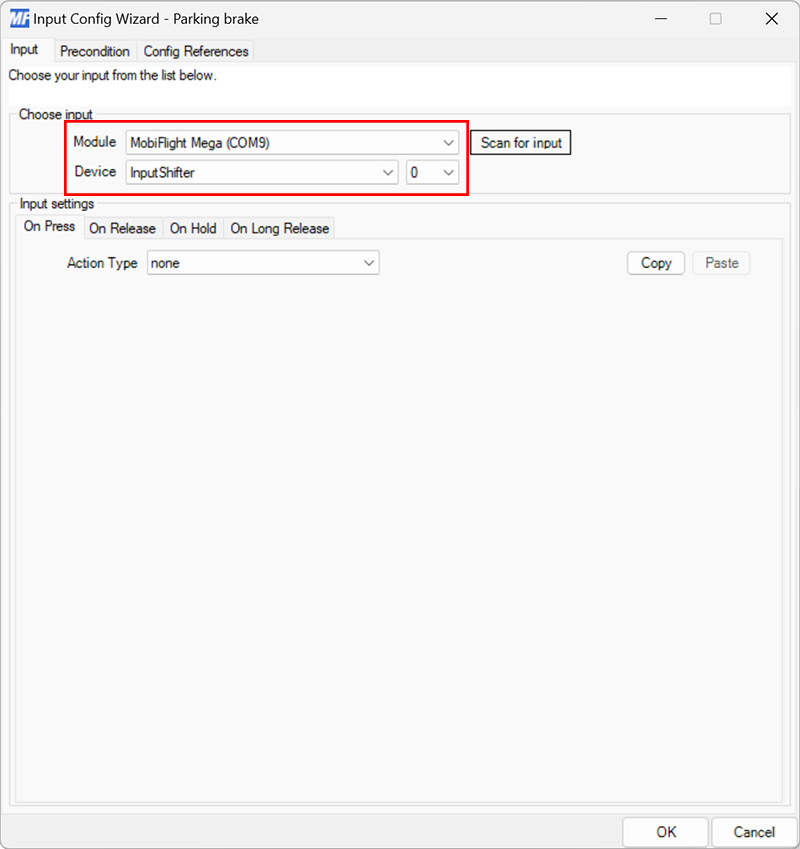 MF Input Config Wizard - Parking brake
Input Precondition Config References
Choose your input from the list below.
Choose input
Module MobiFlight Mega (COM9) Scan for input
Device InputShifter 0
Input settings
On Press On Release On Hold On Long Release
Action Type none Copy Paste
OK Cancel